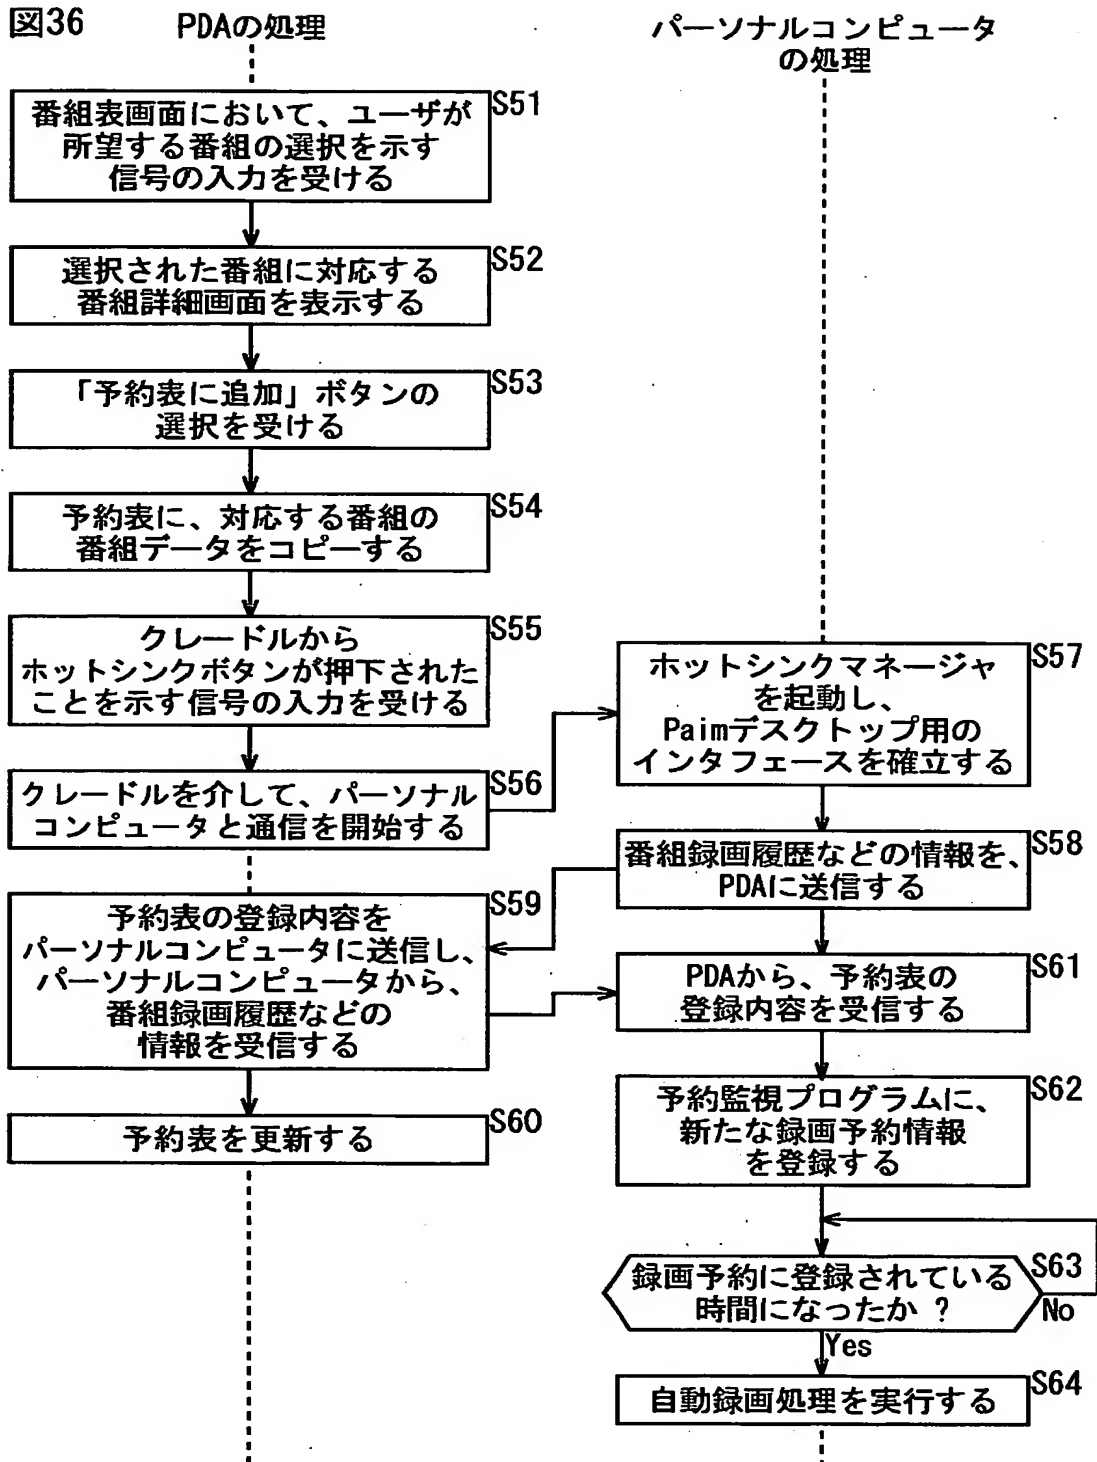 図36
PDAの処理
S51
番組表画面において、ユーザが
所望する番組の選択を示す
信号の入力を受ける
S52
選択された番組に対応する
番組詳細画面を表示する
S53
「予約表に追加」ボタンの
選択を受ける
S54
予約表に、対応する番組の
番組データをコピーする
S55
クレードルから
ホットシンクボタンが押下された
ことを示す信号の入力を受ける
S56
クレードルを介して、パーソナル
コンピュータと通信を開始する
S59
予約表の登録内容を
パーソナルコンピュータに送信し、
パーソナルコンピュータから、
番組録画履歴などの
情報を受信する
S60
予約表を更新する
パーソナルコンピュータ
の処理
S57
ホットシンクマネージャ
を起動し、
Paimデスクトップ用の
インタフェースを確立する
S58
番組録画履歴などの情報を、
PDAに送信する
S61
PDAから、予約表の
登録内容を受信する
S62
予約監視プログラムに、
新たな録画予約情報
を登録する
S63
録画予約に登録されている
時間になったか ?
No
Yes
S64
自動録画処理を実行する